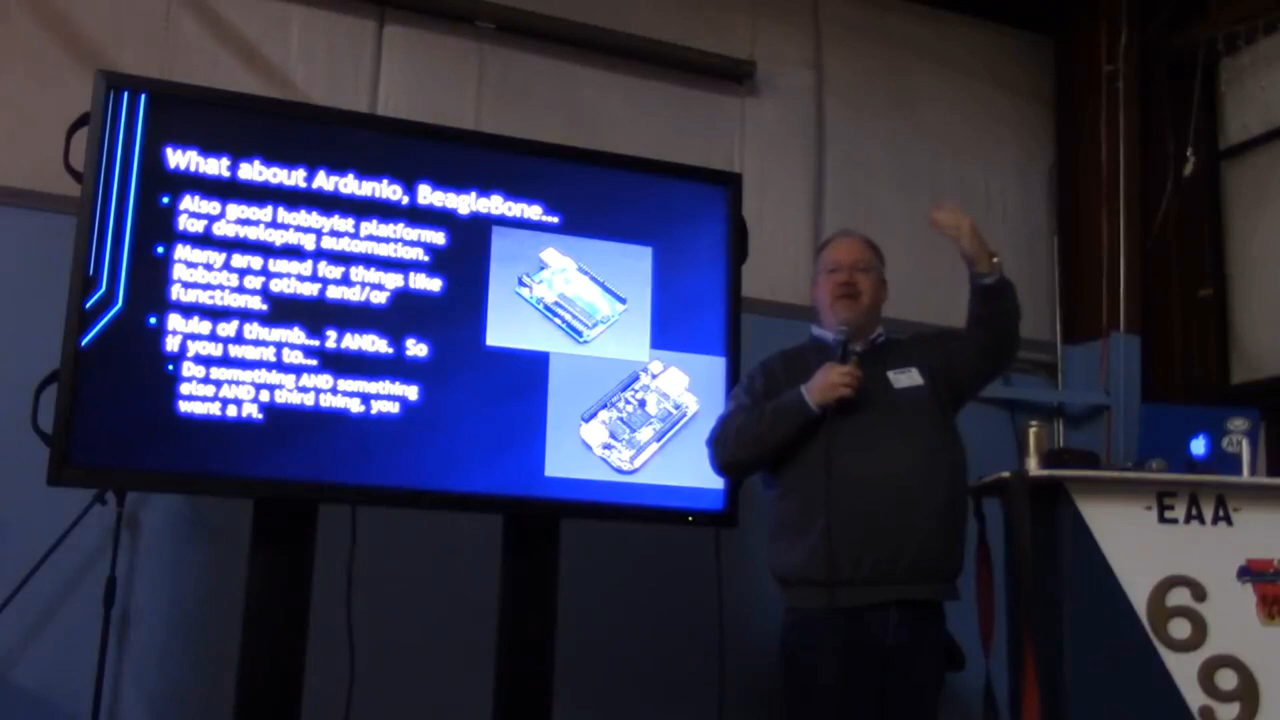 What about Ardunio, BeagleBone...
Also good hobbyist platforms
for developing automation.
Many are used for things like
Robots or other and/or
functions.
Rule of thumb... 2 ANDs. So
if you want to...
Do something AND something
else AND a third thing, you
want a Pi.
-EAA-
6
9